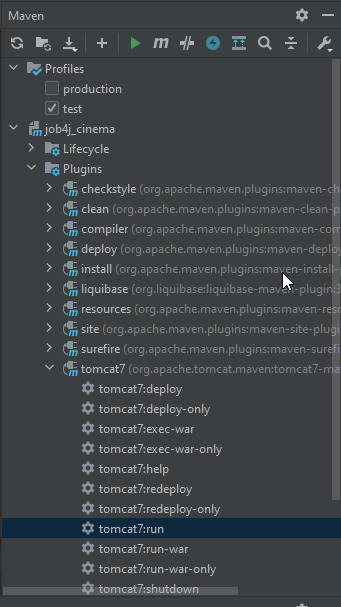 Maven
Profiles
production
test
job4j_cinema
Lifecycle
Plugins
checkstyle (org.apache.maven.plugins:maven-ch
clean (org.apache.maven.plugins:maven-clean-p
compiler (org.apache.maven.plugins:maven-com
deploy (org.apache.maven.plugins:maven-deploy
install (org.apache.maven.plugins:maven-install-p
liquibase (org.liquibase:liquibase-maven-plugin:3
resources (org.apache.maven.plugins:maven-reso
site (org.apache.maven.plugins:maven-site-plugi
surefire (org.apache.maven.plugins:maven-surefi
tomcat7 (org.apache.tomcat.maven:tomcat7-ma
tomcat7:deploy
tomcat7:deploy-only
tomcat7:exec-war
tomcat7:exec-war-only
tomcat7:help
tomcat7:redeploy
tomcat7:redeploy-only
tomcat7:run
tomcat7:run-war
tomcat7:run-war-only
tomcat7:shutdown